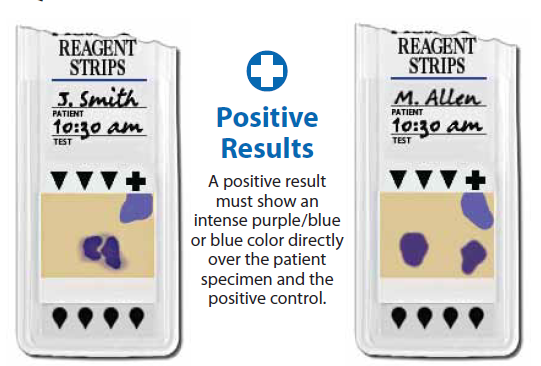 REAGENT
STRIPS
J. Smith
PATIENT
10:30 am
TEST
Positive
Results
A positive result
must show an
intense purple/blue
or blue color directly
over the patient
specimen and the
positive control.
REAGENT
STRIPS
M. Allen
PATIENT
10:30 am
TEST